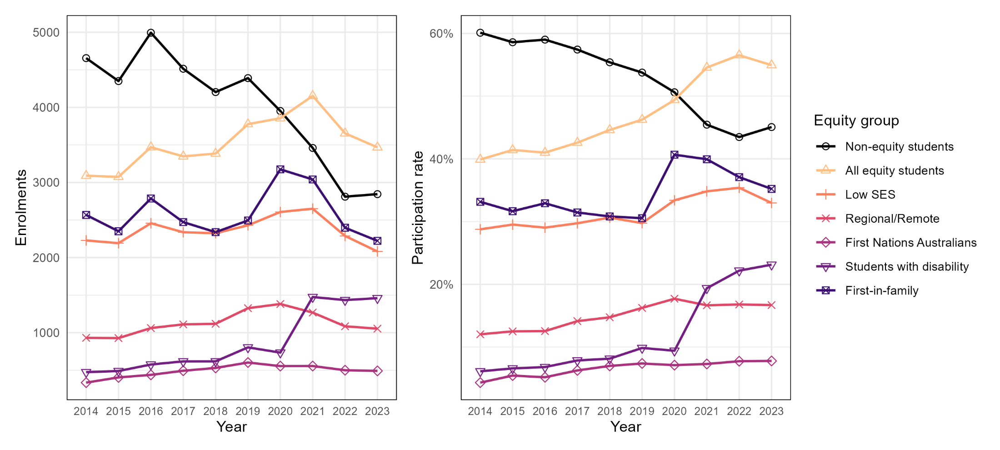 Enrolments
5000
4000
3000
2000
1000
2014 2015 2016 2017 2018 2019 2020 2021 2022 2023
Year
Participation rate
60%
40%
20%
2014 2015 2016 2017 2018 2019 2020 2021 2022 2023
Year
Equity group
Non-equity students
All equity students
Low SES
Regional/Remote
First Nations Australians
Students with disability
First-in-family